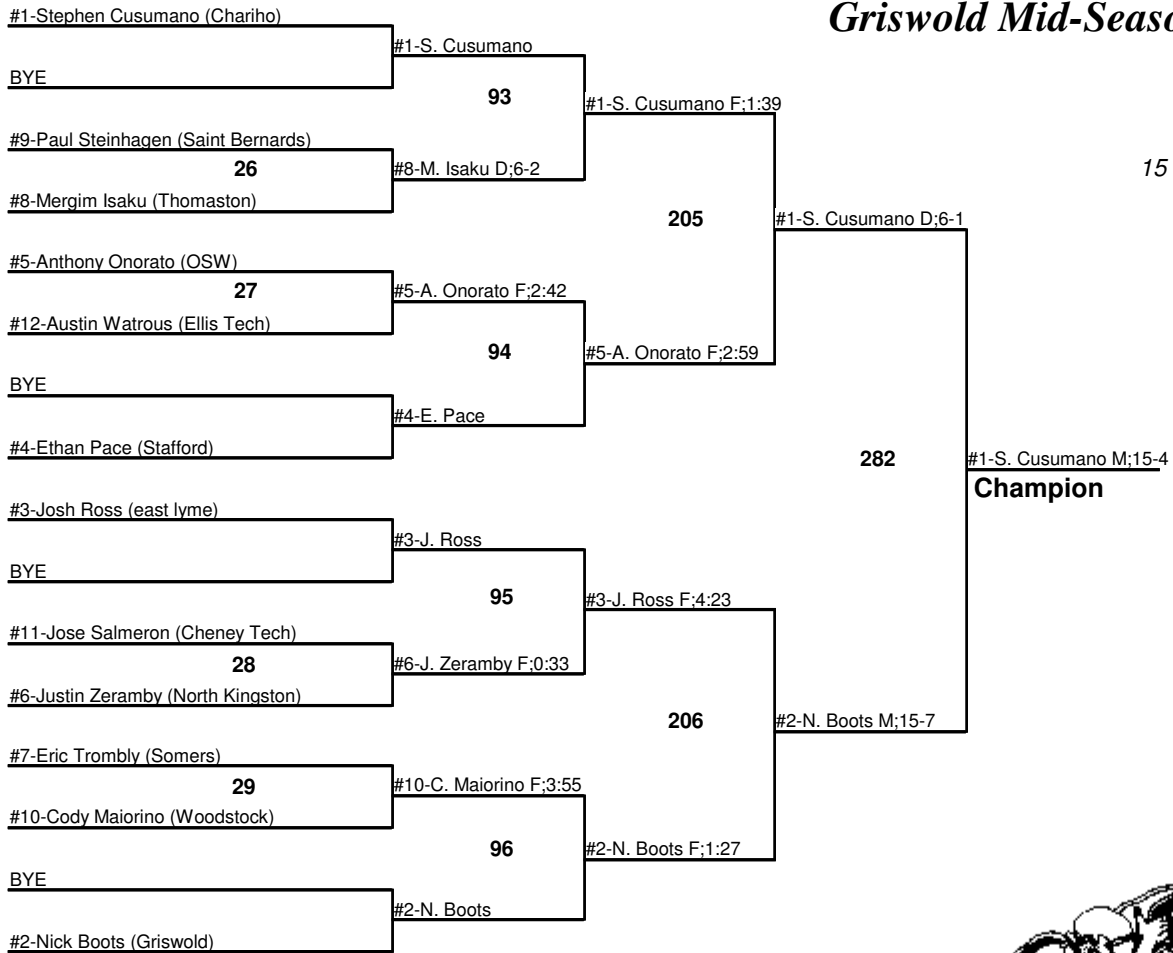 Griswold Mid-Seaso
15
#1-Stephen Cusumano (Chariho)
BYE
#9-Paul Steinhagen (Saint Bernards)
26
#8-Mergim Isaku (Thomaston)
#5-Anthony Onorato (OSW)
27
#12-Austin Watrous (Ellis Tech)
BYE
#4-Ethan Pace (Stafford)
#3-Josh Ross (east lyme)
BYE
#11-Jose Salmeron (Cheney Tech)
28
#6-Justin Zeramby (North Kingston)
#7-Eric Trombly (Somers)
29
#10-Cody Maiorino (Woodstock)
BYE
#2-Nick Boots (Griswold)
#1-S. Cusumano
93
#8-M. Isaku D;6-2
#5-A. Onorato F;2:42
94
#4-E. Pace
#3-J. Ross
95
#6-J. Zeramby F;0:33
#10-C. Maiorino F;3:55
96
#2-N. Boots
#1-S. Cusumano F;1:39
205
#5-A. Onorato F;2:59
#3-J. Ross F;4:23
206
#2-N. Boots F;1:27
#1-S. Cusumano D;6-1
282
#2-N. Boots M;15-7
#1-S. Cusumano M;15-4
Champion